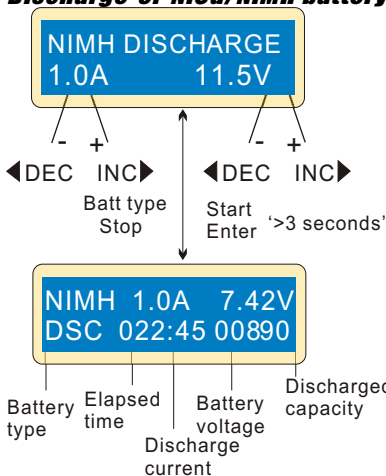 Discharge of NiCd/NiMH battery
NIMH DISCHARGE
1.0A 11.5V
- + - +
◀DEC INC▶ ◀DEC INC▶
Batt type
Stop
Start
Enter '>3 seconds'
NIMH 1.0A 7.42V
DSC 022:45 00890
Battery
type
Elapsed
time
Discharge
current
Battery
voltage
Discharged
capacity